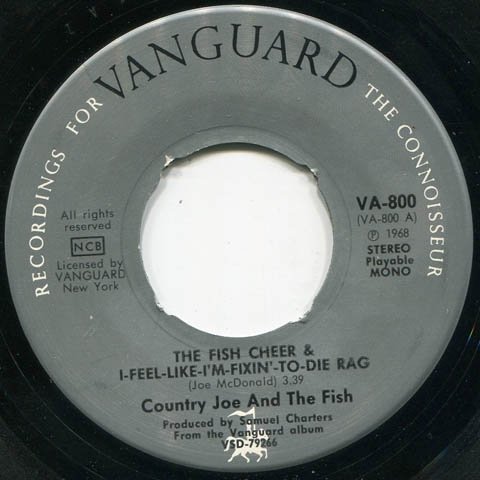 RECORDINGS FOR VANGUARD THE CONNOISSEUR
All rights
reserved
NCB
Licensed by
VANGUARD
New York
VA-800
(VA-800 A)
Ⓟ 1968
STEREO
Playable
MONO
THE FISH CHEER &
I-FEEL-LIKE-I'M-FIXIN'-TO-DIE RAG
(Joe McDonald) 3.39
Country Joe And The Fish
Produced by Samuel Charters
From the Vanguard album
VSD-79266